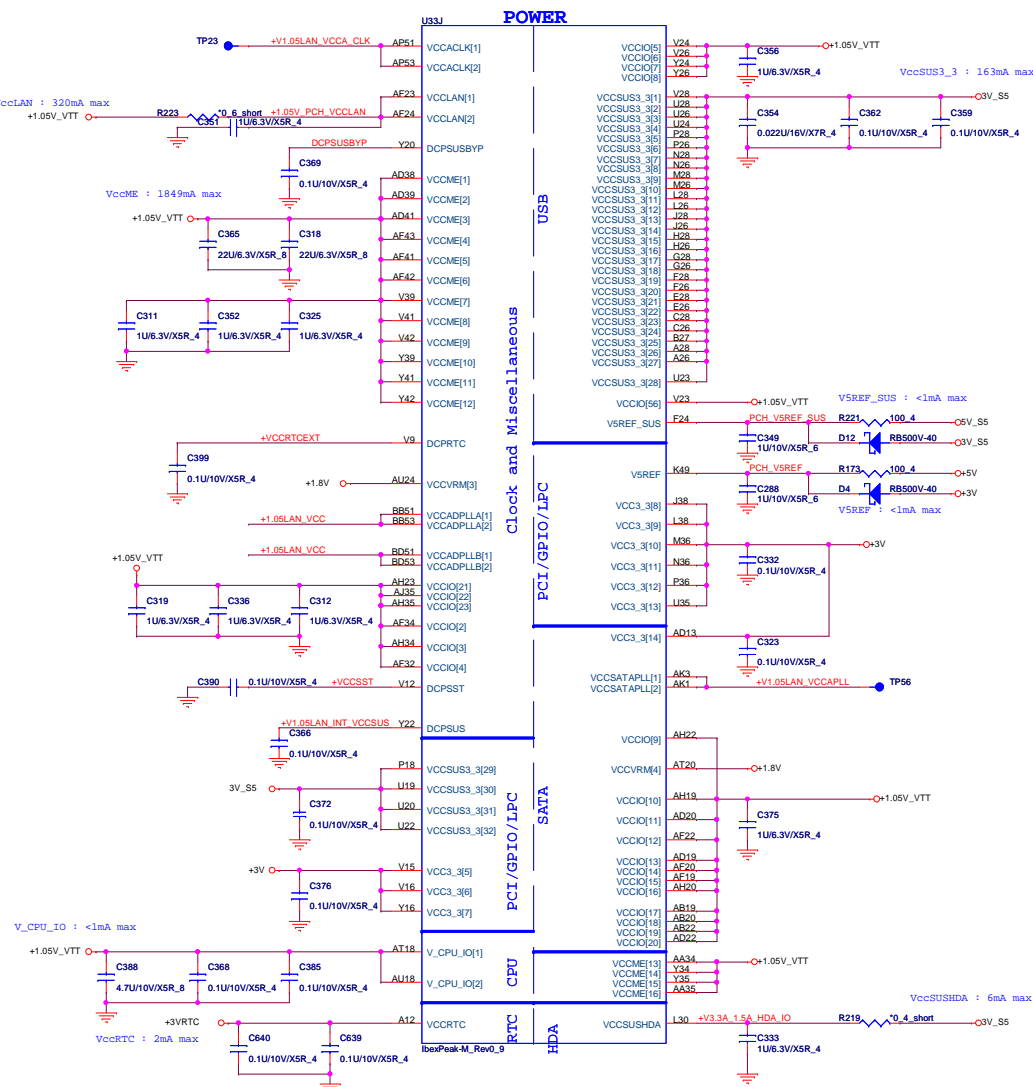 POWER
U33J
TP23
+V1.05LAN_VCCA_CLK
AP51
VCCACLK[1]
AP53
VCCACLK[2]
VccLAN : 320mA max
+1.05V_VTT
R223
*0_6_short
+1.05V_PCH_VCCLAN
C351
1U/6.3V/X5R_4
AF23
VCCLAN[1]
AF24
VCCLAN[2]
DCPSUSBYP
Y20
DCPSUSBYP
C369
0.1U/10V/X5R_4
VccME : 1849mA max
+1.05V_VTT
C365
22U/6.3V/X5R_8
C318
22U/6.3V/X5R_8
C311
1U/6.3V/X5R_4
C352
1U/6.3V/X5R_4
C325
1U/6.3V/X5R_4
AD38
VCCME[1]
AD39
VCCME[2]
AD41
VCCME[3]
AF43
VCCME[4]
AF41
VCCME[5]
AF42
VCCME[6]
V39
VCCME[7]
V41
VCCME[8]
V42
VCCME[9]
Y39
VCCME[10]
Y41
VCCME[11]
Y42
VCCME[12]
+VCCRTCEXT
V9
DCPRTC
C399
0.1U/10V/X5R_4
+1.8V
AU24
VCCVRM[3]
+1.05LAN_VCC
BB51
VCCADPLLA[1]
BB53
VCCADPLLA[2]
+1.05LAN_VCC
BD51
VCCADPLLB[1]
BD53
VCCADPLLB[2]
+1.05V_VTT
C319
1U/6.3V/X5R_4
C336
1U/6.3V/X5R_4
C312
1U/6.3V/X5R_4
AH23
VCCIO[21]
AJ35
VCCIO[22]
AH35
VCCIO[23]
AF34
VCCIO[2]
AH34
VCCIO[3]
AF32
VCCIO[4]
C390
0.1U/10V/X5R_4
+VCCSST
V12
DCPSST
+V1.05LAN_INT_VCCSUS
Y22
DCPSUS
C366
0.1U/10V/X5R_4
3V_S5
C372
0.1U/10V/X5R_4
P18
VCCSUS3_3[29]
U19
VCCSUS3_3[30]
U20
VCCSUS3_3[31]
U22
VCCSUS3_3[32]
+3V
C376
0.1U/10V/X5R_4
V15
VCC3_3[5]
V16
VCC3_3[6]
Y16
VCC3_3[7]
V_CPU_IO : <1mA max
+1.05V_VTT
C388
4.7U/10V/X5R_8
C368
0.1U/10V/X5R_4
C385
0.1U/10V/X5R_4
AT18
V_CPU_IO[1]
AU18
V_CPU_IO[2]
+3VRTC
VccRTC : 2mA max
C640
0.1U/10V/X5R_4
C639
0.1U/10V/X5R_4
A12
VCCRTC
IbexPeak-M_Rev0_9
Clock and Miscellaneous
PCI/GPIO/LPC
CPU
RTC
USB
PCI/GPIO/LPC
SATA
HDA
VCCIO[5]
V24
VCCIO[6]
V26
VCCIO[7]
Y24
VCCIO[8]
Y26
C356
1U/6.3V/X5R_4
+1.05V_VTT
VccSUS3_3 : 163mA max
3V_S5
C354
0.022U/16V/X7R_4
C362
0.1U/10V/X5R_4
C359
0.1U/10V/X5R_4
VCCSUS3_3[1]
V28
VCCSUS3_3[2]
U28
VCCSUS3_3[3]
U26
VCCSUS3_3[4]
U24
VCCSUS3_3[5]
P28
VCCSUS3_3[6]
P26
VCCSUS3_3[7]
N28
VCCSUS3_3[8]
N26
VCCSUS3_3[9]
M28
VCCSUS3_3[10]
M26
VCCSUS3_3[11]
L28
VCCSUS3_3[12]
L26
VCCSUS3_3[13]
J28
VCCSUS3_3[14]
J26
VCCSUS3_3[15]
H28
VCCSUS3_3[16]
H26
VCCSUS3_3[17]
G28
VCCSUS3_3[18]
G26
VCCSUS3_3[19]
F28
VCCSUS3_3[20]
F26
VCCSUS3_3[21]
E28
VCCSUS3_3[22]
E26
VCCSUS3_3[23]
C28
VCCSUS3_3[24]
C26
VCCSUS3_3[25]
B27
VCCSUS3_3[26]
A28
VCCSUS3_3[27]
A26
VCCSUS3_3[28]
U23
VCCIO[56]
V23
+1.05V_VTT
V5REF_SUS : <1mA max
V5REF_SUS
F24
PCH_V5REF_SUS
R221
100_4
5V_S5
C349
1U/10V/X5R_6
D12
RB500V-40
3V_S5
V5REF
K49
PCH_V5REF
R173
100_4
+5V
C288
1U/10V/X5R_6
D4
RB500V-40
+3V
V5REF : <1mA max
VCC3_3[8]
J38
VCC3_3[9]
L38
VCC3_3[10]
M36
VCC3_3[11]
N36
VCC3_3[12]
P36
VCC3_3[13]
U35
+3V
C332
0.1U/10V/X5R_4
VCC3_3[14]
AD13
C323
0.1U/10V/X5R_4
VCCSATAPLL[1]
AK3
VCCSATAPLL[2]
AK1
+V1.05LAN_VCCAPLL
TP56
VCCIO[9]
AH22
VCCVRM[4]
AT20
+1.8V
VCCIO[10]
AH19
+1.05V_VTT
VCCIO[11]
AD20
C375
1U/6.3V/X5R_4
VCCIO[12]
AF22
VCCIO[13]
AD19
VCCIO[14]
AF20
VCCIO[15]
AF19
VCCIO[16]
AH20
VCCIO[17]
AB19
VCCIO[18]
AB20
VCCIO[19]
AB22
VCCIO[20]
AD22
VCCME[13]
AA34
VCCME[14]
Y34
VCCME[15]
Y35
VCCME[16]
AA35
+1.05V_VTT
VccSUSHDA : 6mA max
VCCSUSHDA
L30
+V3.3A_1.5A_HDA_IO
R219
*0_4_short
3V_S5
C333
1U/6.3V/X5R_4